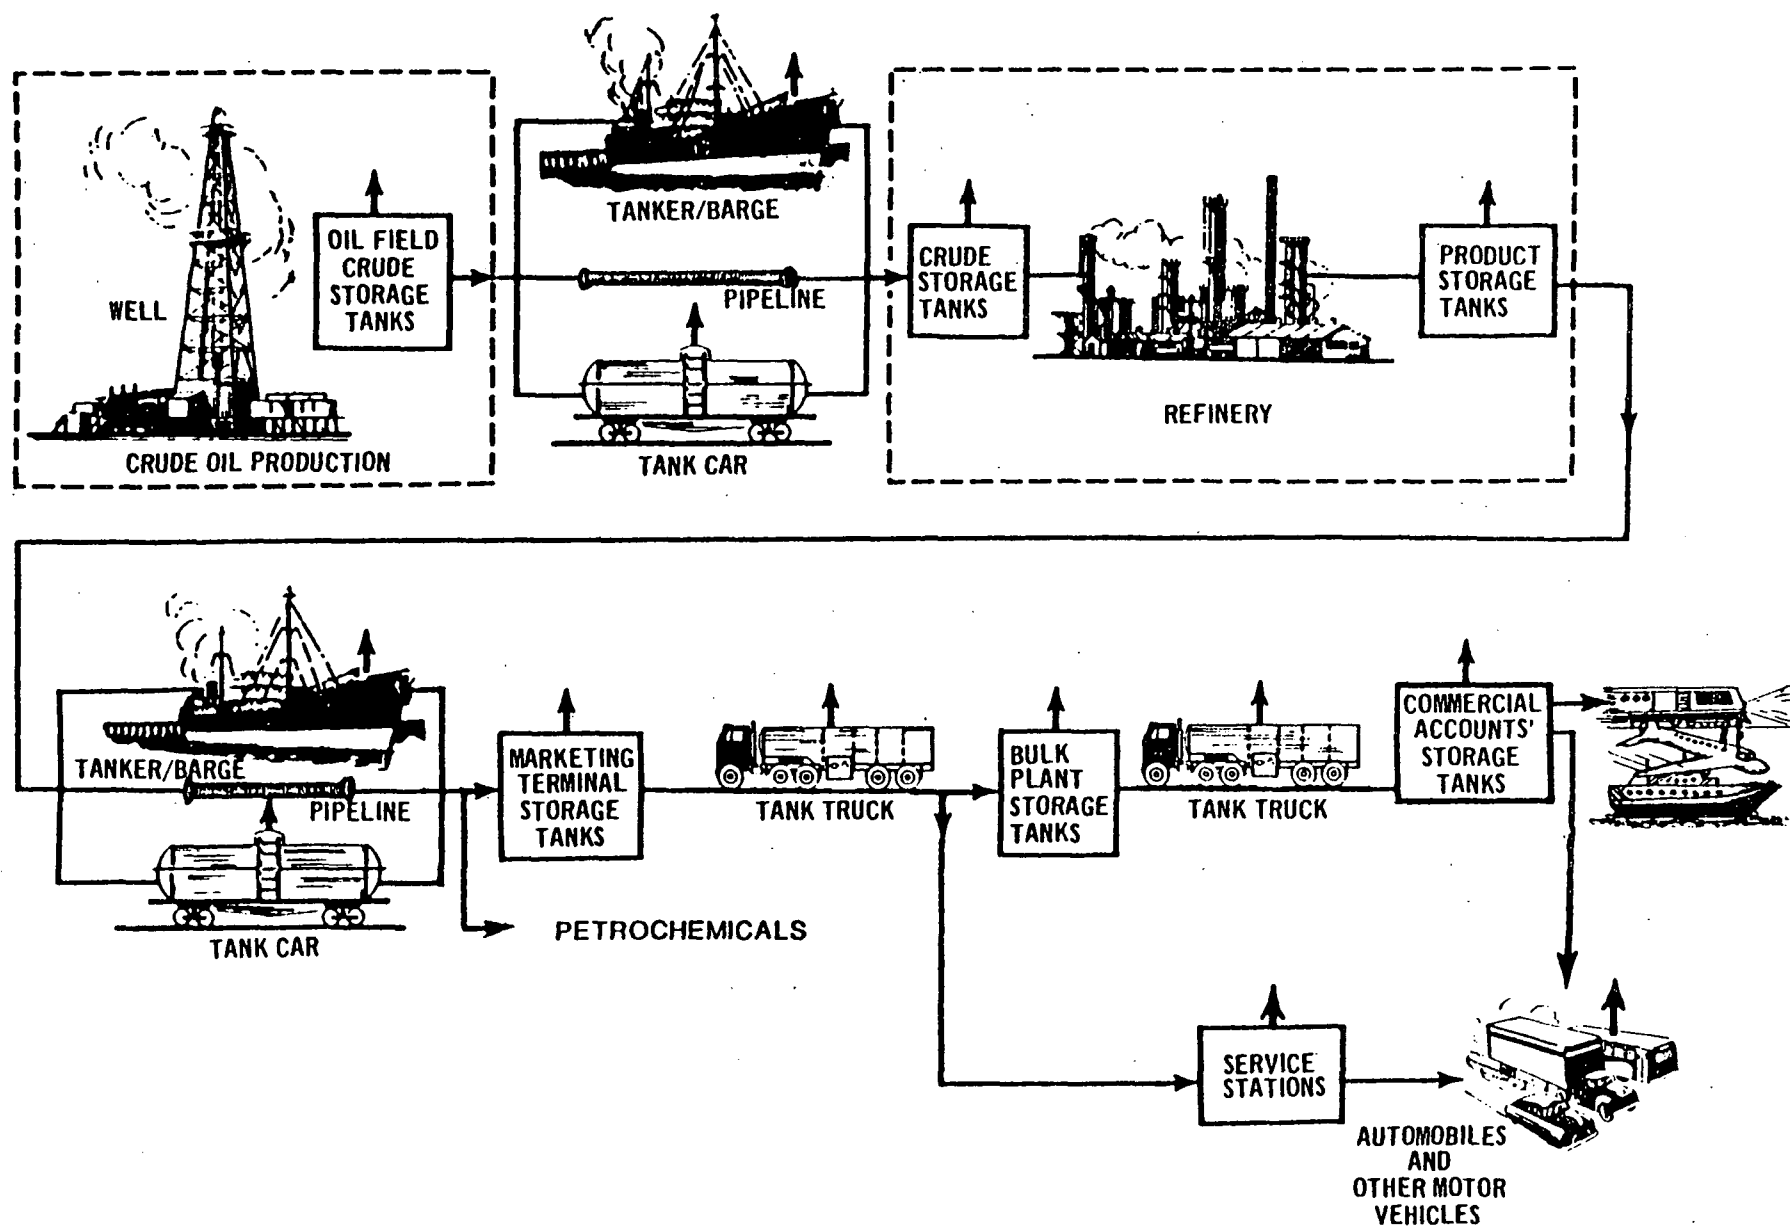 TANKER/BARGE
OIL FIELD
CRUDE
STORAGE
TANKS
WELL
CRUDE OIL PRODUCTION
PIPELINE
TANK CAR
CRUDE
STORAGE
TANKS
REFINERY
PRODUCT
STORAGE
TANKS
TANKER/BARGE
PIPELINE
TANK CAR
PETROCHEMICALS
MARKETING
TERMINAL
STORAGE
TANKS
TANK TRUCK
BULK
PLANT
STORAGE
TANKS
TANK TRUCK
COMMERCIAL
ACCOUNTS'
STORAGE
TANKS
SERVICE
STATIONS
AUTOMOBILES
AND
OTHER MOTOR
VEHICLES